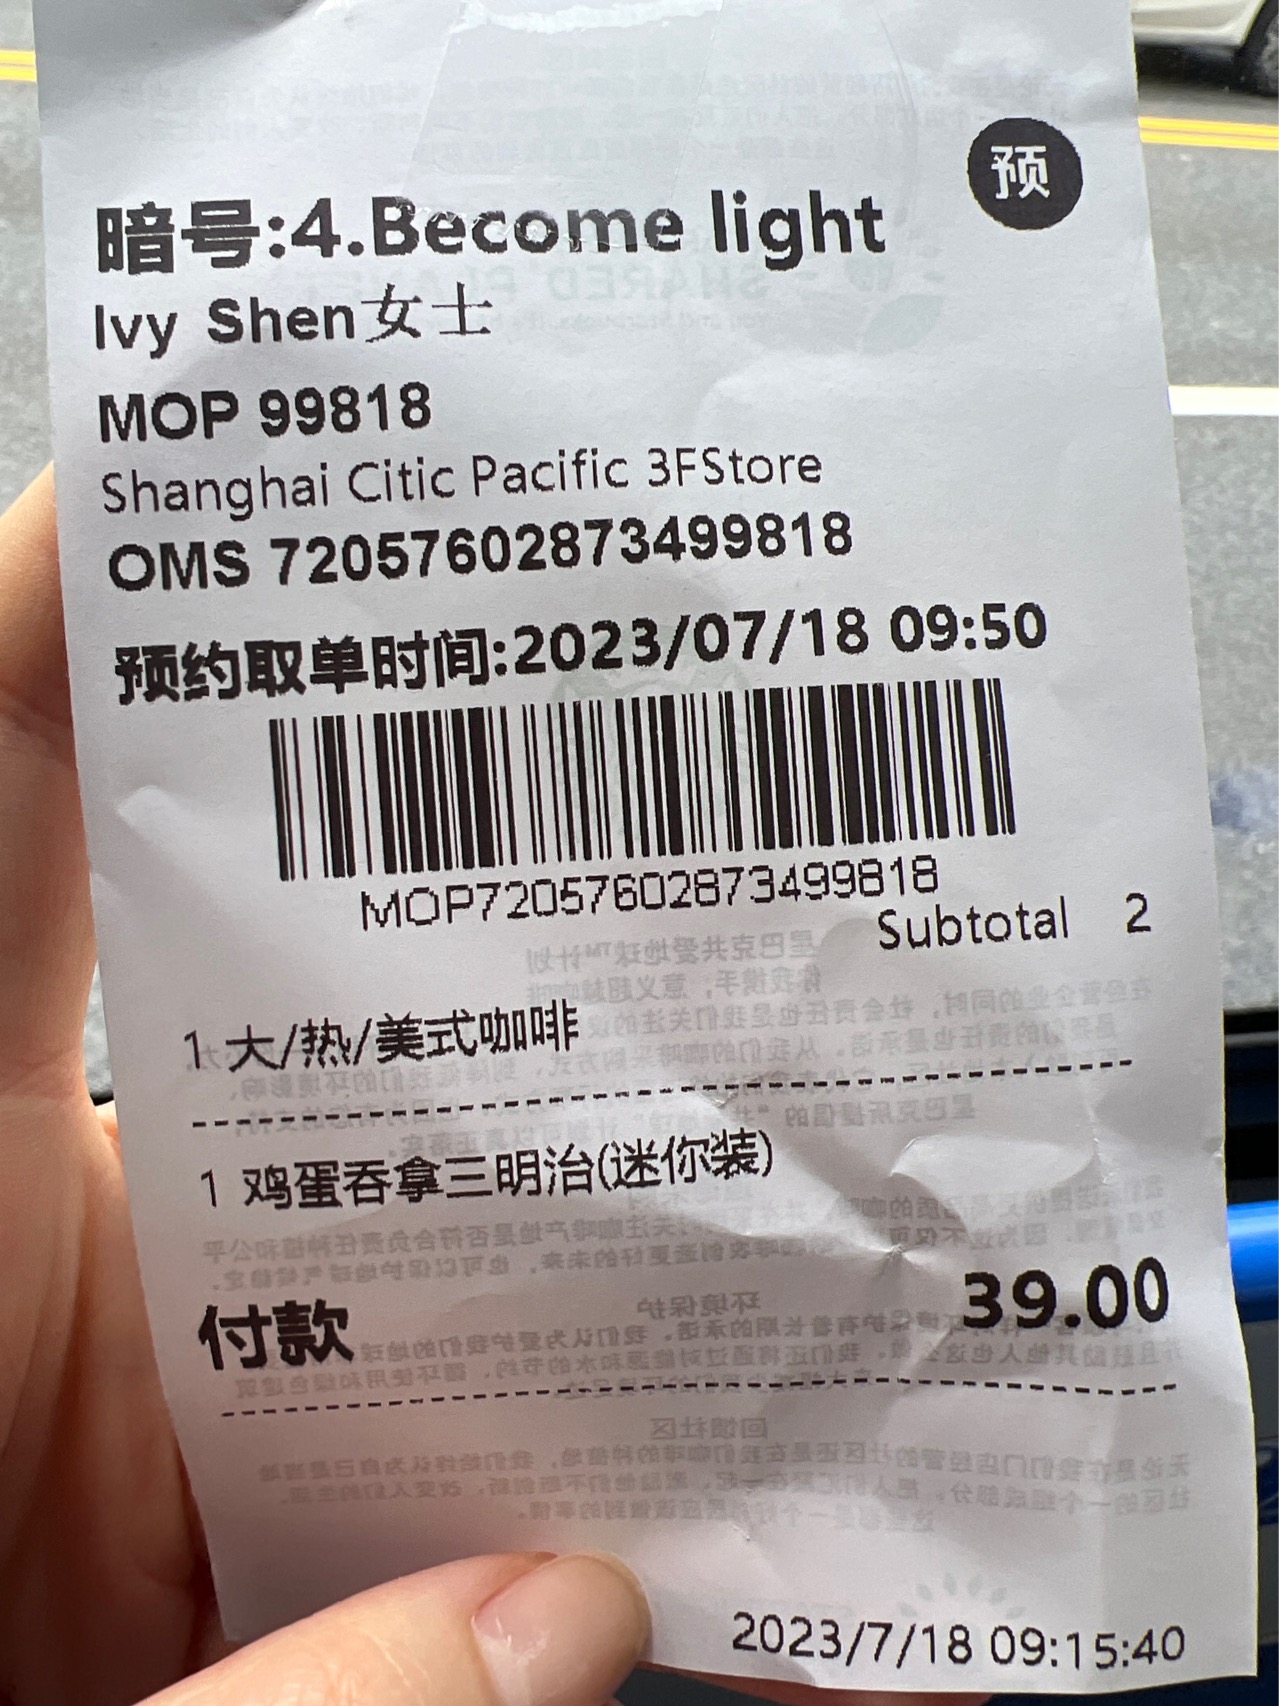 预
暗号:4.Become light
Ivy Shen女士
MOP 99818
Shanghai Citic Pacific 3FStore
OMS 72057602873499818
预约取单时间:2023/07/18 09:50
MOP72057602873499818
Subtotal 2
1 大/热/美式咖啡
1 鸡蛋吞拿三明治(迷你装)
付款 39.00
2023/7/18 09:15:40